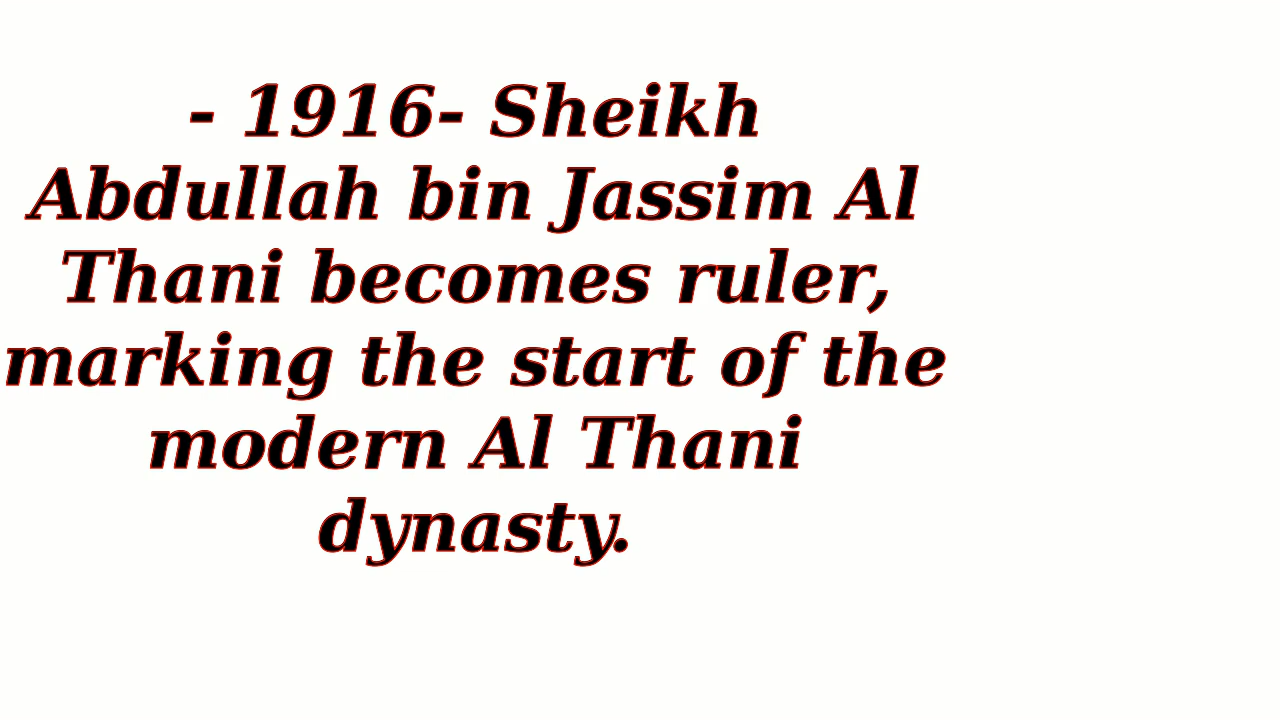 - 1916- Sheikh
Abdullah bin Jassim Al
Thani becomes ruler,
marking the start of the
modern Al Thani
dynasty.